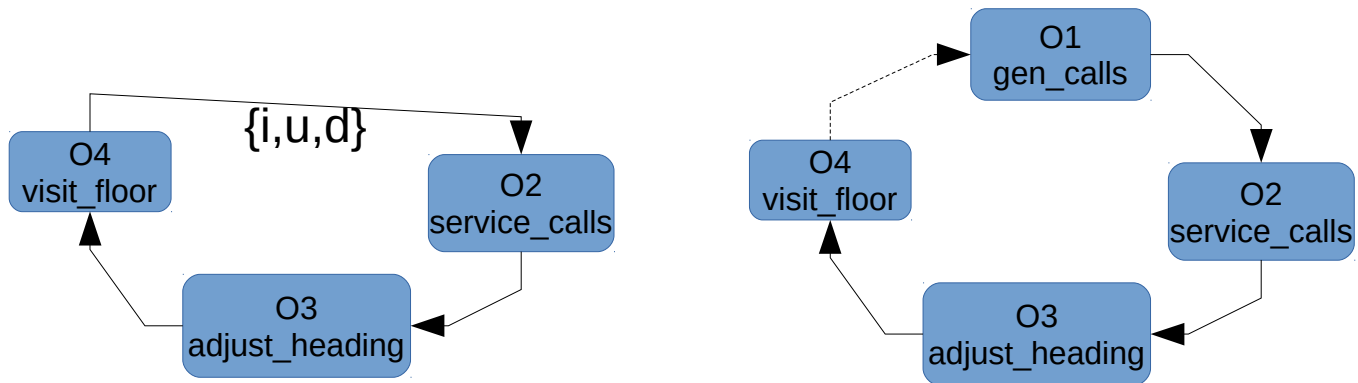 {i,u,d}
O4
visit_floor
O2
service_calls
O3
adjust_heading
O1
gen_calls
O4
visit_floor
O2
service_calls
O3
adjust_heading